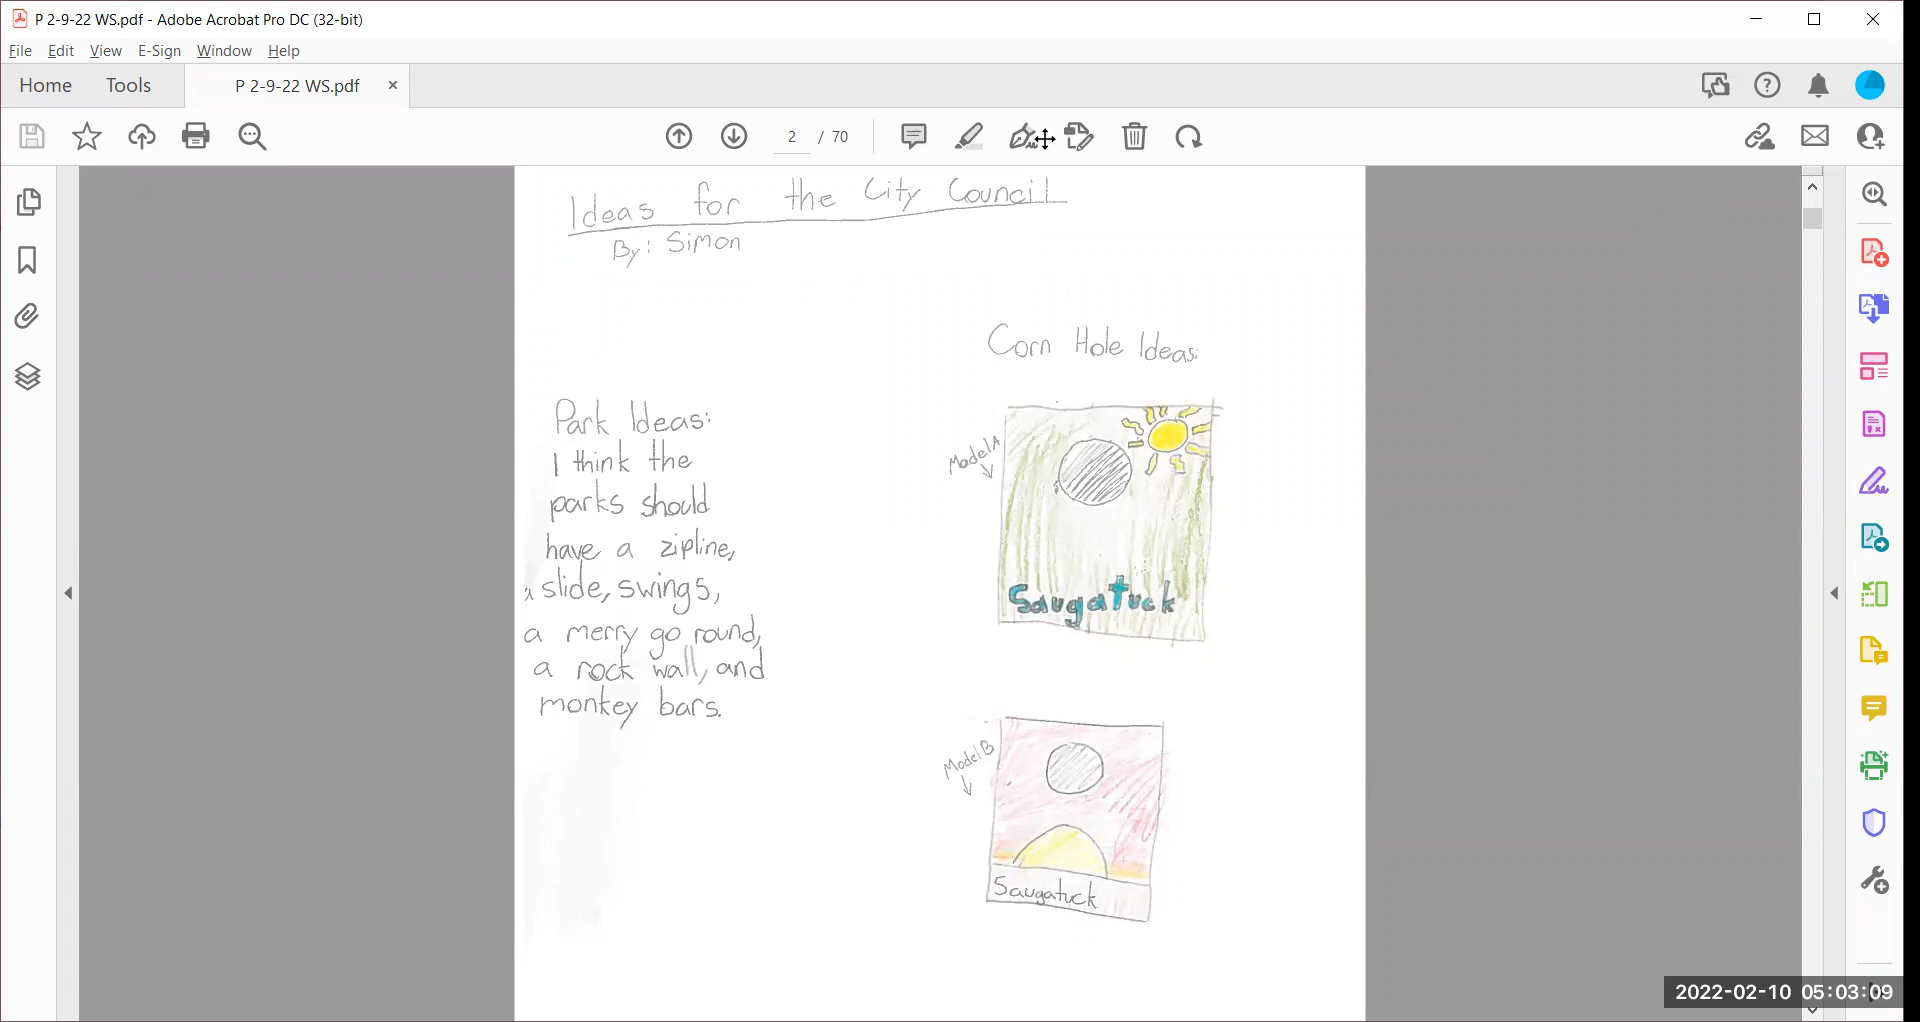 P 2-9-22 WS.pdf - Adobe Acrobat Pro DC (32-bit)
File Edit View E-Sign Window Help
Home Tools P 2-9-22 WS.pdf
2 / 70
Ideas for the City Council
By: Simon
Corn Hole Ideas:
Park Ideas:
I think the
parks should
have a zipline,
a slide, swings,
a merry go round,
a rock wall, and
monkey bars.
Model A
Saugatuck
Model B
Saugatuck
2022-02-10 05:03:09